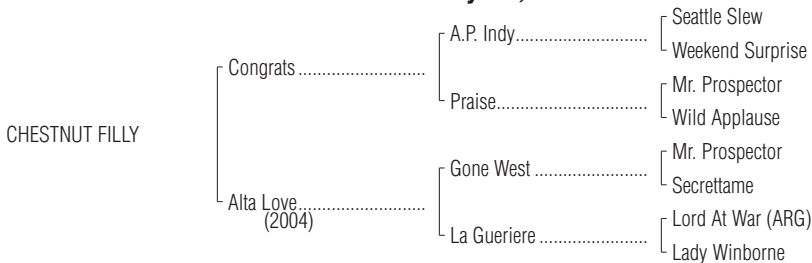 Seattle Slew
A.P. Indy..............................
Weekend Surprise
Congrats ..........................
Mr. Prospector
Praise..................................
Wild Applause
CHESTNUT FILLY
Mr. Prospector
Gone West ..........................
Secrettame
Alta Love...........................
(2004)
Lord At War (ARG)
La Gueriere .........................
Lady Winborne